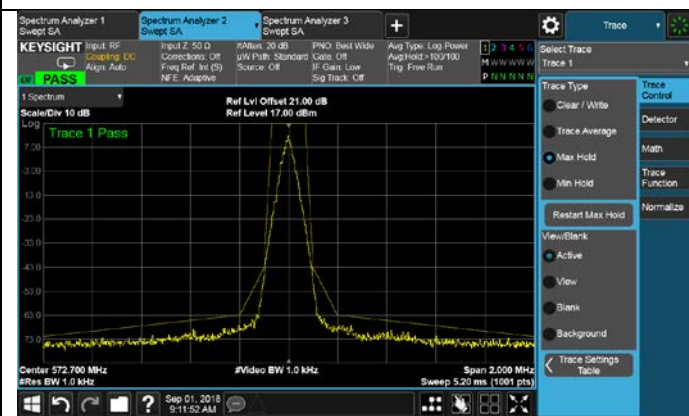 Spectrum Analyzer 1
Swept SA
Spectrum Analyzer 2
Swept SA
Spectrum Analyzer 3
Swept SA
+
Trace
KEYSIGHT
Input: RF
Coupling: DC
Align: Auto
Input Z: 50 Ω
Corrections: Off
Freq Ref: Int (S)
NFE: Adaptive
#Atten: 20 dB
µW Path: Standard
Source: Off
PNO: Best Wide
Gate: Off
IF Gain: Low
Sig Track: Off
Avg Type: Log-Power
Avg|Hold:>100/100
Trig: Free Run
1 2 3 4 5 6
M W W W W W
P N N N N N
PASS
Select Trace
Trace 1
1 Spectrum
Scale/Div 10 dB
Ref Lvl Offset 21.00 dB
Ref Level 17.00 dBm
Log
Trace 1 Pass
7.00
-3.00
-13.0
-23.0
-33.0
-43.0
-53.0
-63.0
-73.0
Center 572.700 MHz
#Res BW 1.0 kHz
#Video BW 1.0 kHz
Span 2.000 MHz
Sweep 5.20 ms (1001 pts)
Trace Type
Clear / Write
Trace Average
Max Hold
Min Hold
Restart Max Hold
View/Blank
Active
View
Blank
Background
Trace Settings
Table
Trace
Control
Detector
Math
Trace
Function
Normalize
?
Sep 01, 2018
9:11:52 AM